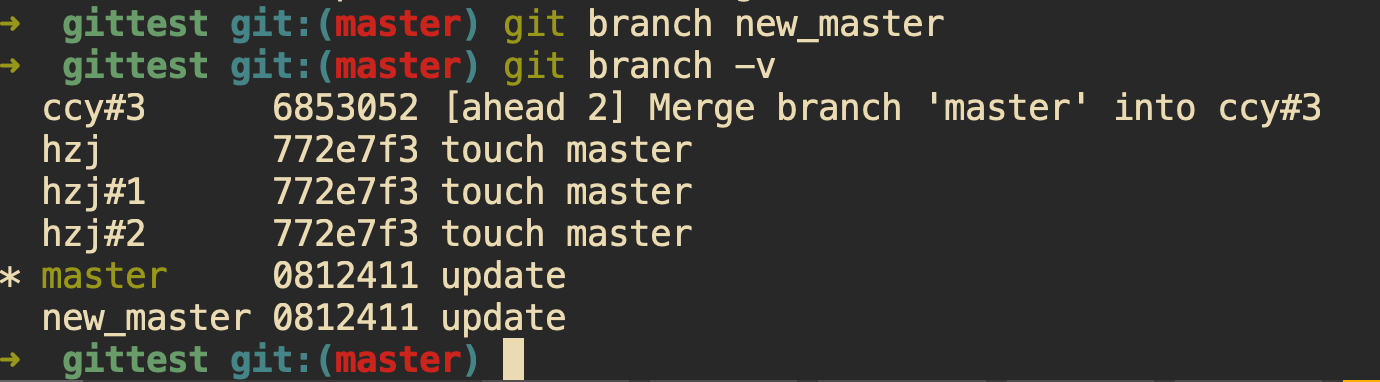 ➜  gittest git:(master) git branch new_master
➜  gittest git:(master) git branch -v
  ccy#3      6853052 [ahead 2] Merge branch 'master' into ccy#3
  hzj        772e7f3 touch master
  hzj#1      772e7f3 touch master
  hzj#2      772e7f3 touch master
* master     0812411 update
  new_master 0812411 update
➜  gittest git:(master)